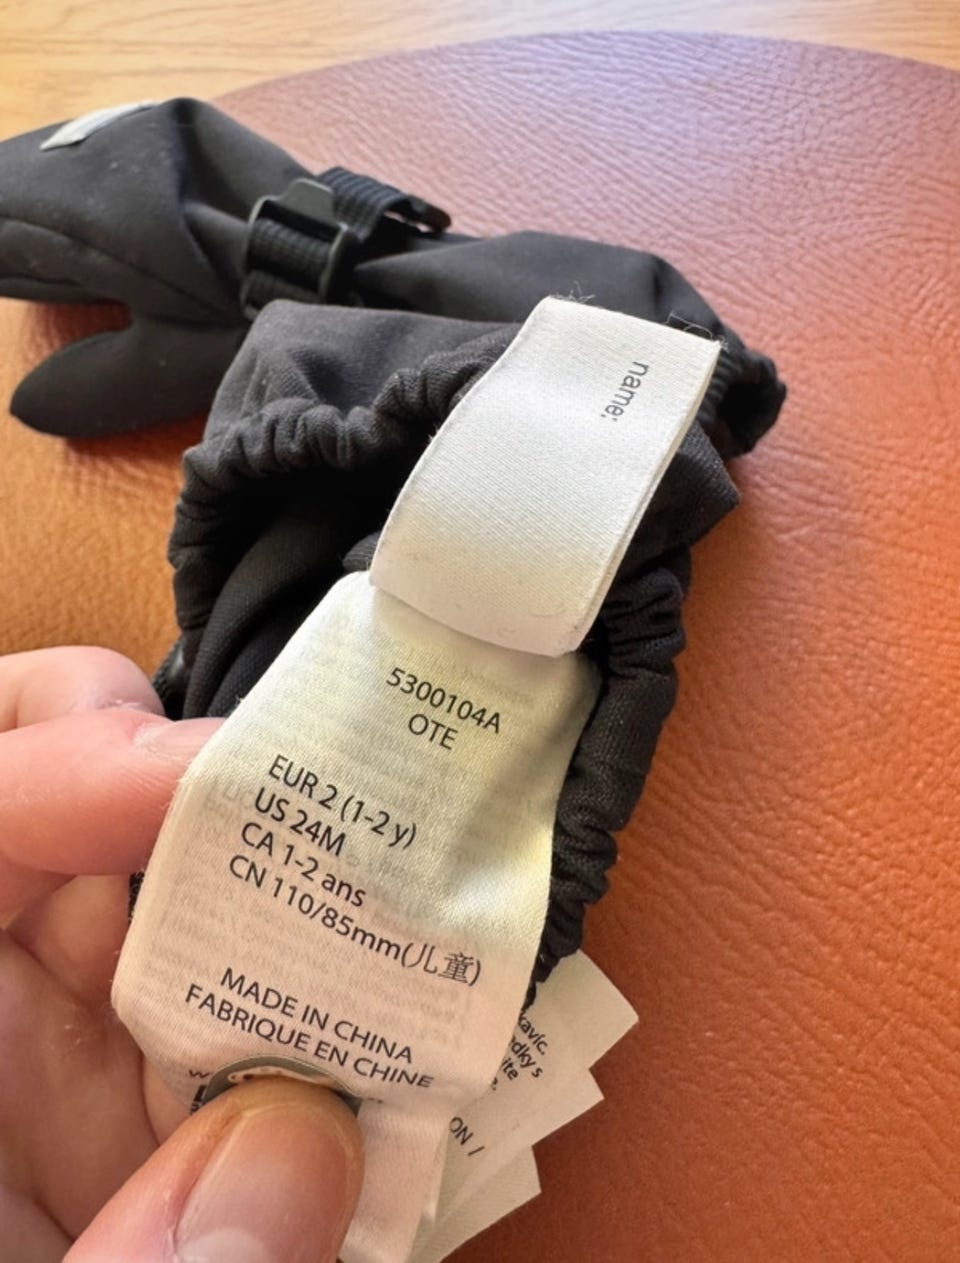 name:
5300104A
OTE
EUR 2 (1-2 y)
US 24M
CA 1-2 ans
CN 110/85mm(儿童)
MADE IN CHINA
FABRIQUE EN CHINE
ON /